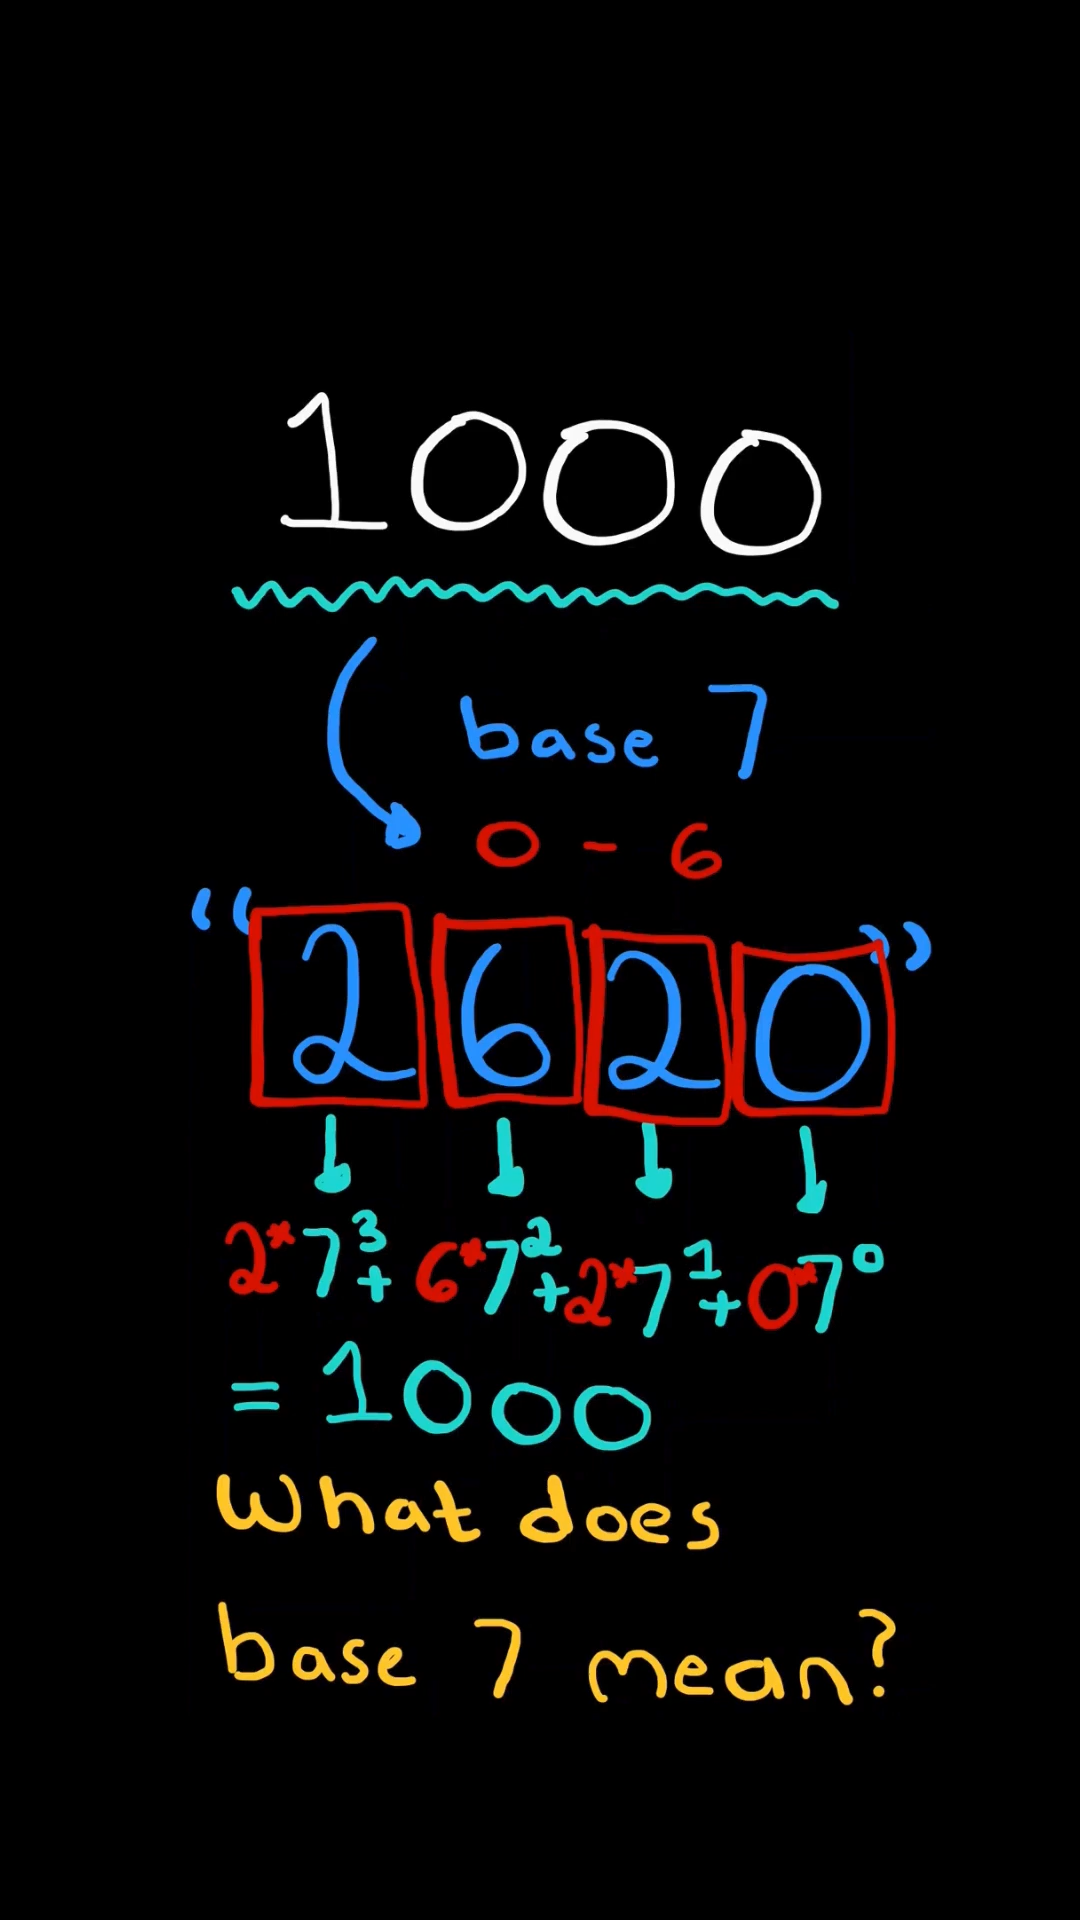 1000
base 7
0 - 6
“2620”
2*7³+ 6*7²+2*7¹+0*7⁰
= 1000
What does
base 7 mean?